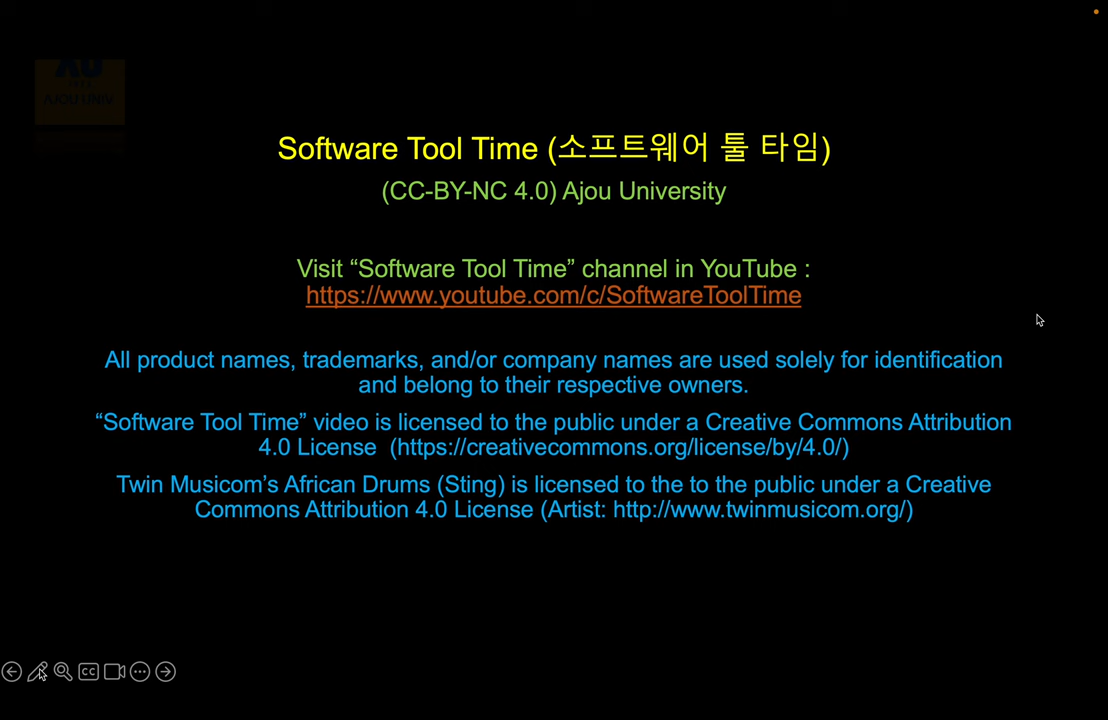 AJOU UNIV
Software Tool Time (소프트웨어 툴 타임)
(CC-BY-NC 4.0) Ajou University
Visit “Software Tool Time” channel in YouTube :
https://www.youtube.com/c/SoftwareToolTime
All product names, trademarks, and/or company names are used solely for identification
and belong to their respective owners.
“Software Tool Time” video is licensed to the public under a Creative Commons Attribution
4.0 License (https://creativecommons.org/license/by/4.0/)
Twin Musicom’s African Drums (Sting) is licensed to the to the public under a Creative
Commons Attribution 4.0 License (Artist: http://www.twinmusicom.org/)
CC